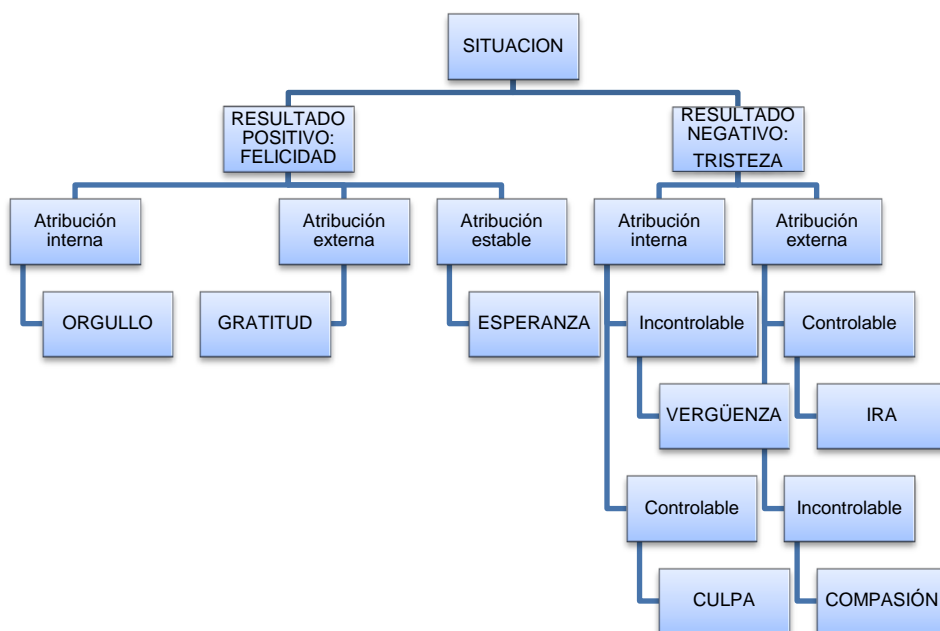 SITUACION
RESULTADO
POSITIVO:
FELICIDAD
RESULTADO
NEGATIVO:
TRISTEZA
Atribución
interna
Atribución
externa
Atribución
estable
Atribución
interna
Atribución
externa
ORGULLO
GRATITUD
ESPERANZA
Incontrolable
Controlable
VERGÜENZA
IRA
Controlable
Incontrolable
CULPA
COMPASIÓN